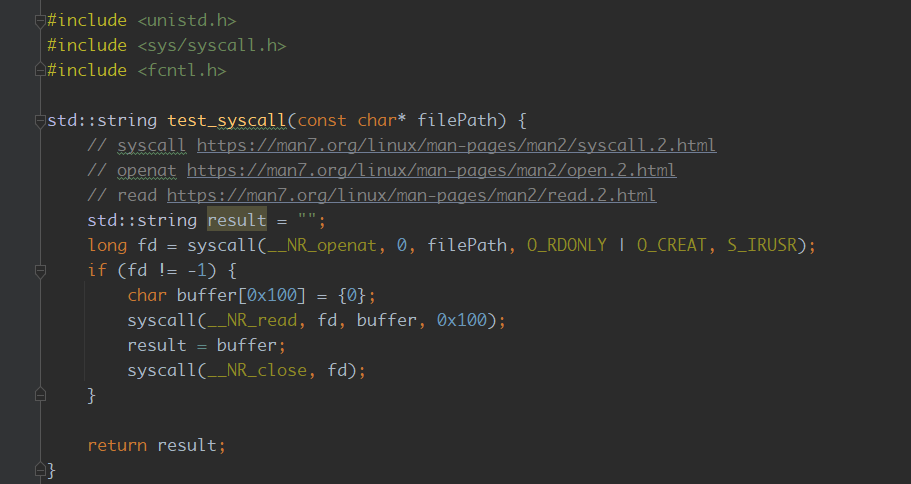 #include <unistd.h>
#include <sys/syscall.h>
#include <fcntl.h>
std::string test_syscall(const char* filePath) {
// syscall https://man7.org/linux/man-pages/man2/syscall.2.html
// openat https://man7.org/linux/man-pages/man2/open.2.html
// read https://man7.org/linux/man-pages/man2/read.2.html
std::string result = "";
long fd = syscall(__NR_openat, 0, filePath, O_RDONLY | O_CREAT, S_IRUSR);
if (fd != -1) {
char buffer[0x100] = {0};
syscall(__NR_read, fd, buffer, 0x100);
result = buffer;
syscall(__NR_close, fd);
}
return result;
}